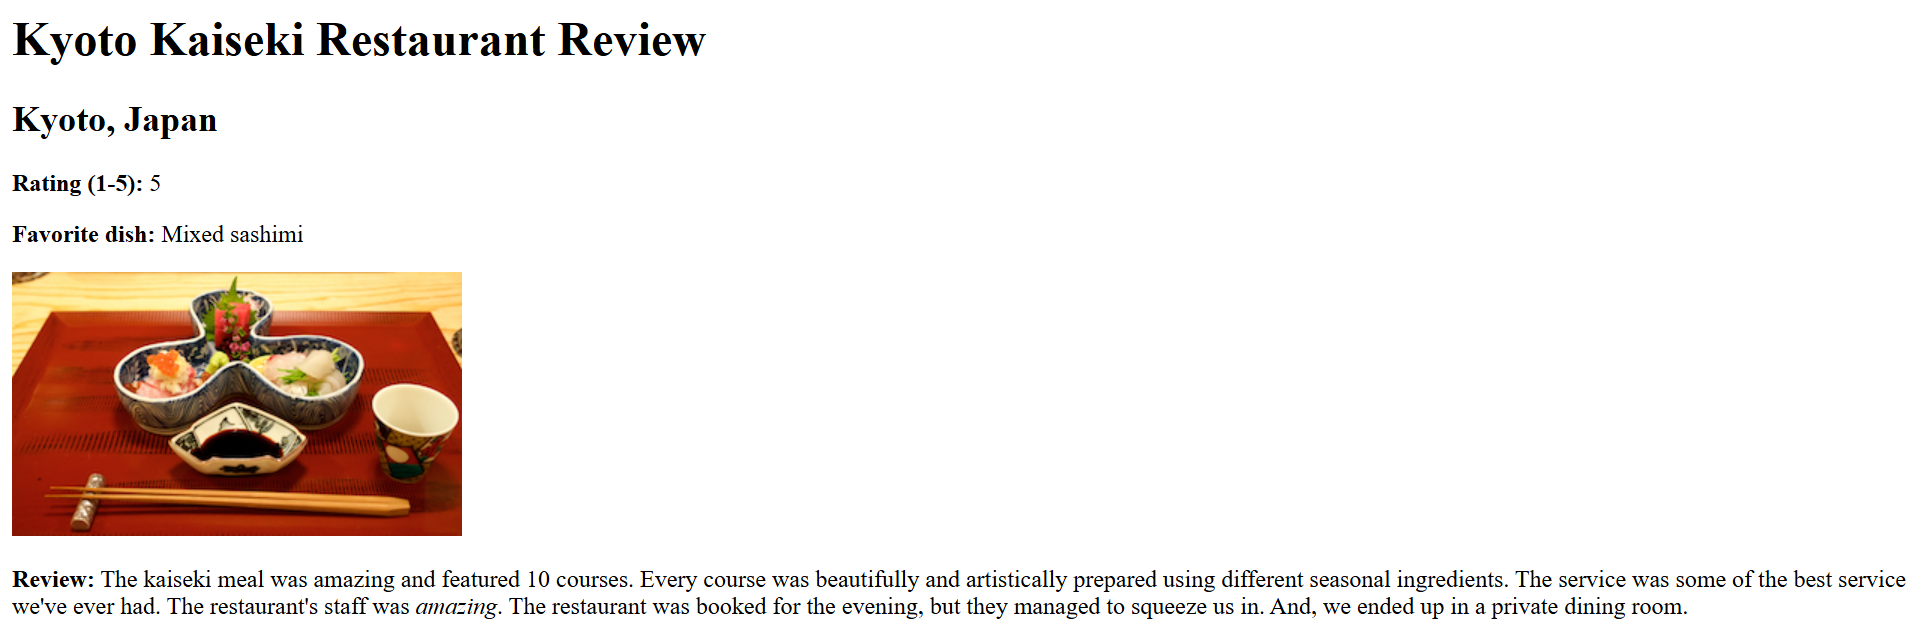 Kyoto Kaiseki Restaurant Review
Kyoto, Japan
Rating (1-5): 5
Favorite dish: Mixed sashimi
Review: The kaiseki meal was amazing and featured 10 courses. Every course was beautifully and artistically prepared using different seasonal ingredients. The service was some of the best service
we've ever had. The restaurant's staff was amazing. The restaurant was booked for the evening, but they managed to squeeze us in. And, we ended up in a private dining room.